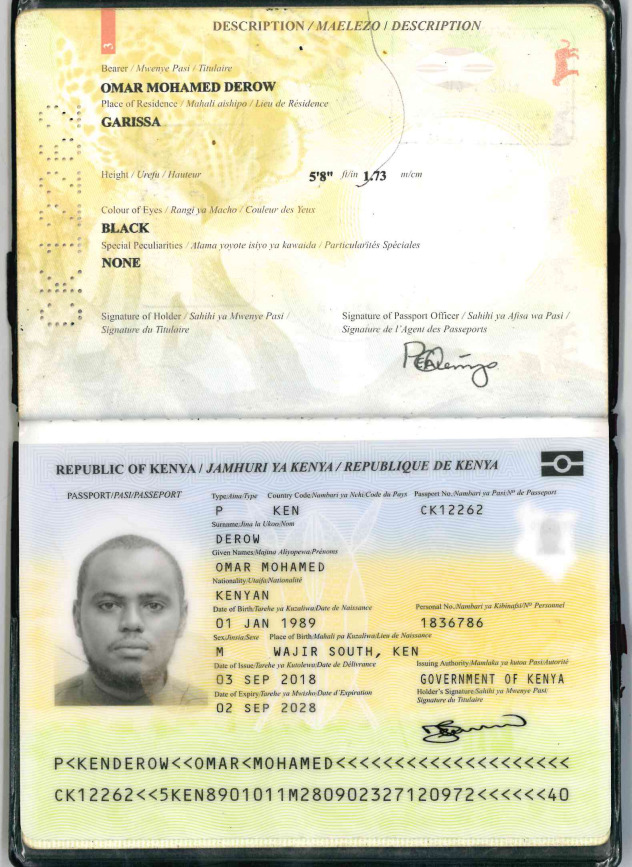 3
DESCRIPTION / MAELEZO / DESCRIPTION
Bearer / Mwenye Pasi / Titulaire
OMAR MOHAMED DEROW
Place of Residence / Mahali aishipo / Lieu de Résidence
GARISSA
Height / Urefu / Hauteur 5'8" ft/in 1.73 m/cm
Colour of Eyes / Rangi ya Macho / Couleur des Yeux
BLACK
Special Peculiarities / Alama yoyote isiyo ya kawaida / Particularités Spéciales
NONE
Signature of Holder / Sahihi ya Mwenye Pasi /
Signature du Titulaire
Signature of Passport Officer / Sahihi ya Afisa wa Pasi /
Signature de l'Agent des Passeports
REPUBLIC OF KENYA / JAMHURI YA KENYA / REPUBLIQUE DE KENYA
PASSPORT/PASI/PASSEPORT
Type/Aina/Type Country Code/Nambari ya Nchi/Code du Pays Passport No./Nambari ya Pasi/Nº de Passeport
P KEN CK12262
Surname/Jina la Ukoo/Nom
DEROW
Given Names/Majina Aliyopewa/Prénoms
OMAR MOHAMED
Nationality/Utaifa/Nationalité
KENYAN
Date of Birth/Tarehe ya Kuzaliwa/Date de Naissance Personal No./Nambari ya Kibinafsi/Nº Personnel
01 JAN 1989 1836786
Sex/Jinsia/Sexe Place of Birth/Mahali pa Kuzaliwa/Lieu de Naissance
M WAJIR SOUTH, KEN
Date of Issue/Tarehe ya Kutolewa/Date de Délivrance Issuing Authority/Mamlaka ya kutoa Pasi/Autorité
03 SEP 2018 GOVERNMENT OF KENYA
Date of Expiry/Tarehe ya Mwisho/Date d'Expiration Holder's Signature/Sahihi ya Mwenye Pasi/
Signature du Titulaire
02 SEP 2028
P<KENDEROW<<OMAR<MOHAMED<<<<<<<<<<<<<<<<<<<<
CK12262<<5KEN8901011M280902327120972<<<<<<40